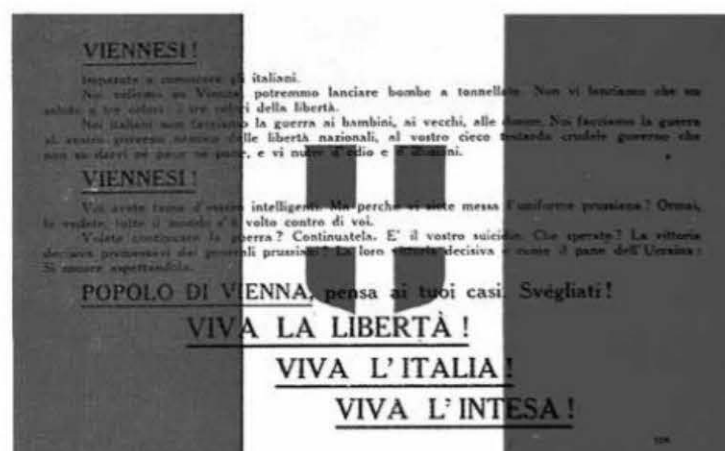 VIENNESI !
Imparate a conoscere gli italiani.
Noi voliamo su Vienna, potremmo lanciare bombe a tonnellate. Non vi lanciamo che un
saluto a tre colori: i tre colori della libertà.
Noi italiani non facciamo la guerra ai bambini, ai vecchi, alle donne. Noi facciamo la guerra
al vostro governo nemico delle libertà nazionali, al vostro cieco testardo crudele governo che
non sa darvi nè pace nè pane, e vi nutre d'odio e d'illusioni.
VIENNESI !
Voi avete fama d'essere intelligenti. Ma perchè vi siete messa l'uniforme prussiana ? Ormai,
lo vedete, tutto il mondo s'è volto contro di voi.
Volete continuare la guerra ? Continuatela. E' il vostro suicidio. Che sperate ? La vittoria
decisiva promessavi dai generali prussiani ? La loro vittoria decisiva è come il pane dell'Ucraina :
Si muore aspettandola.
POPOLO DI VIENNA, pensa ai tuoi casi. Svégliati !
VIVA LA LIBERTÀ !
VIVA L'ITALIA !
VIVA L'INTESA !